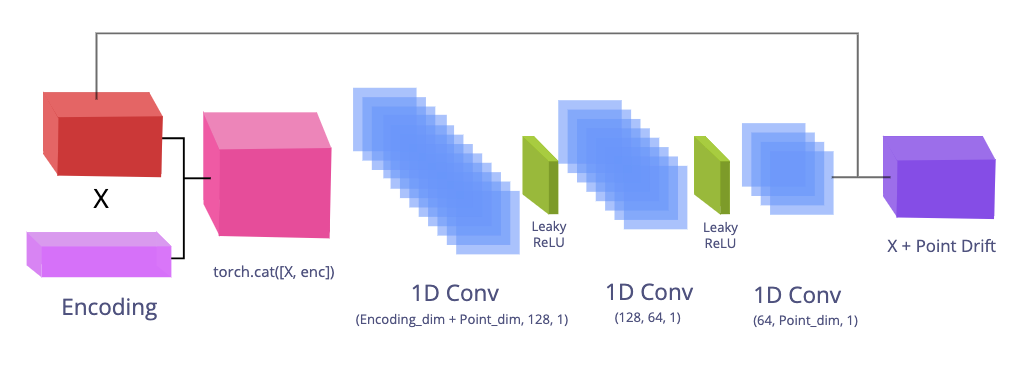 X
Encoding
torch.cat([X, enc])
1D Conv
(Encoding_dim + Point_dim, 128, 1)
Leaky
ReLU
1D Conv
(128, 64, 1)
Leaky
ReLU
1D Conv
(64, Point_dim, 1)
X + Point Drift